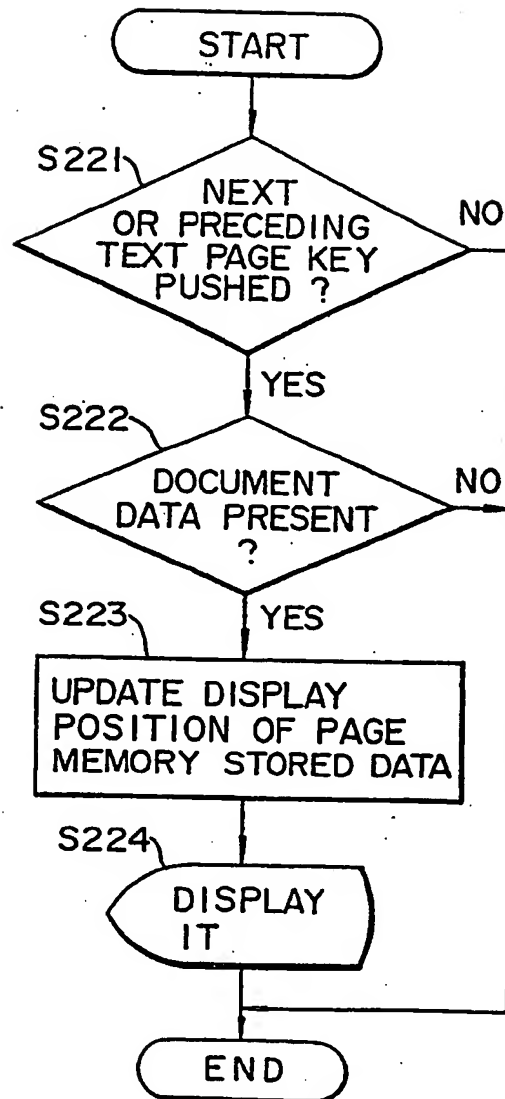 START
S221
NEXT
OR PRECEDING
TEXT PAGE KEY
PUSHED ?
NO
YES
S222
DOCUMENT
DATA PRESENT
?
NO
YES
S223
UPDATE DISPLAY
POSITION OF PAGE
MEMORY STORED DATA
S224
DISPLAY
IT
END